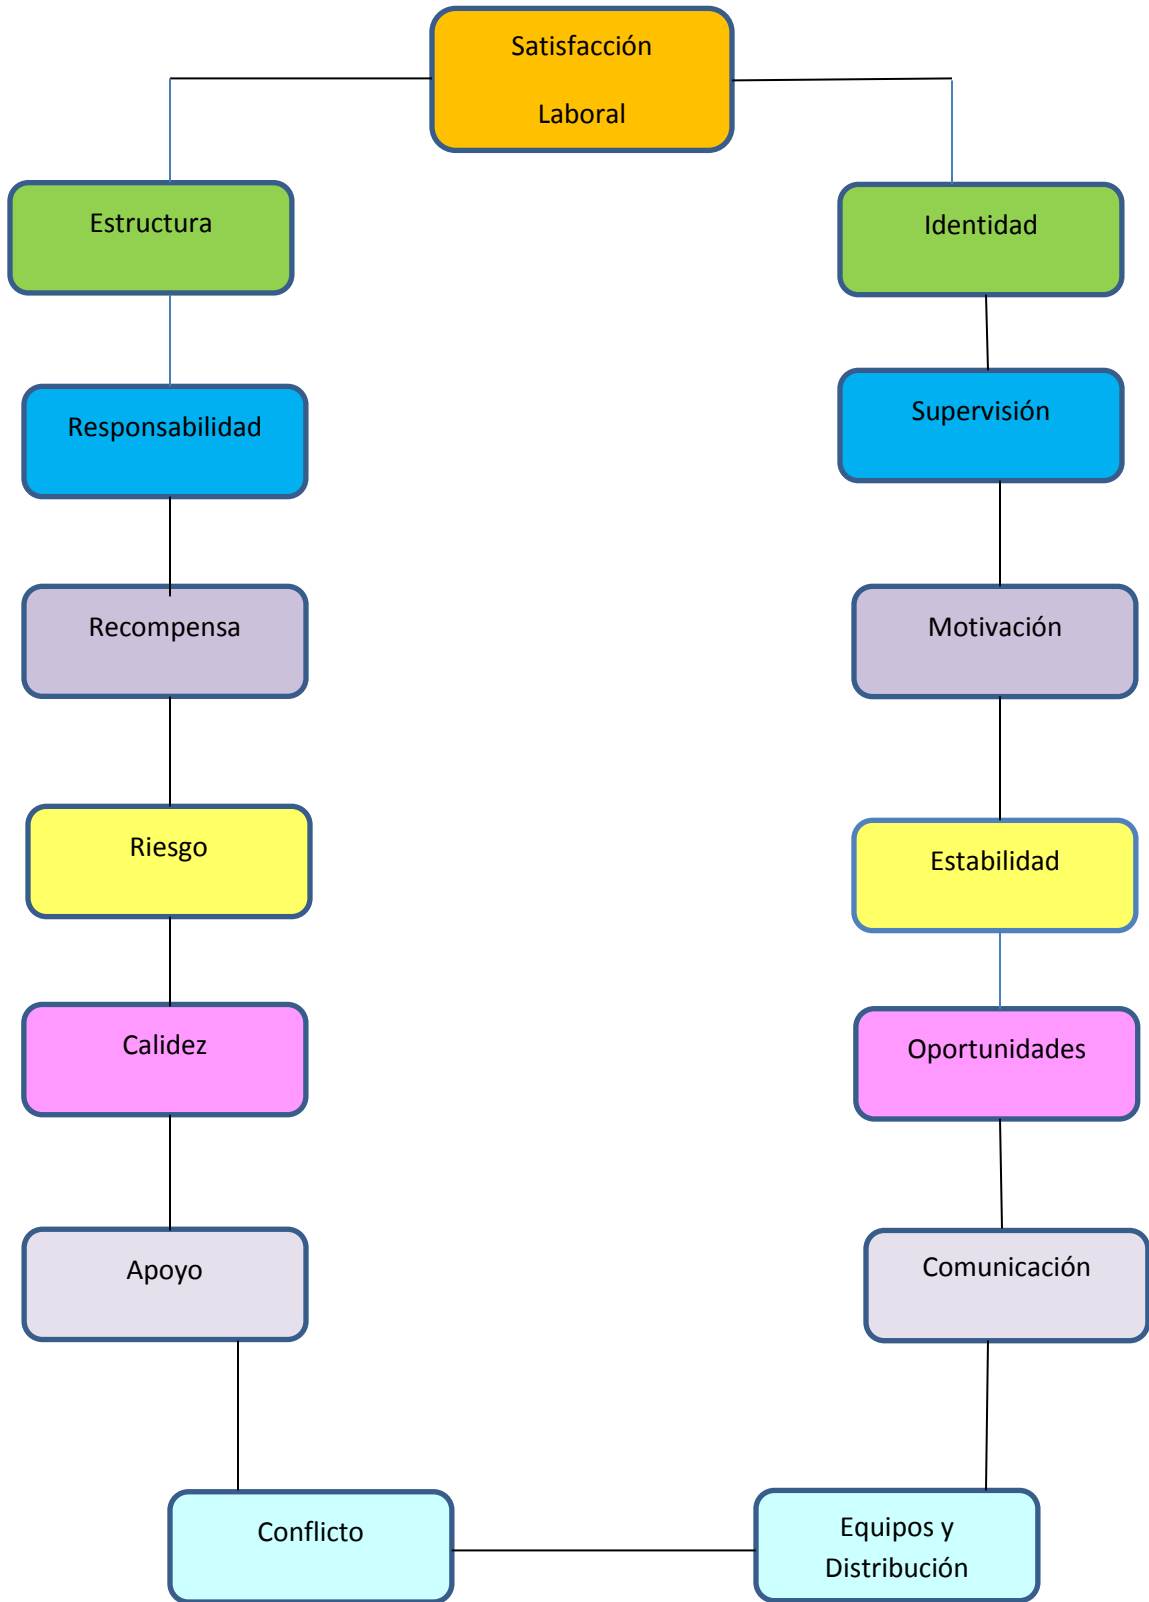 Satisfacción
Laboral
Estructura
Identidad
Responsabilidad
Supervisión
Recompensa
Motivación
Riesgo
Estabilidad
Calidez
Oportunidades
Apoyo
Comunicación
Conflicto
Equipos y
Distribución